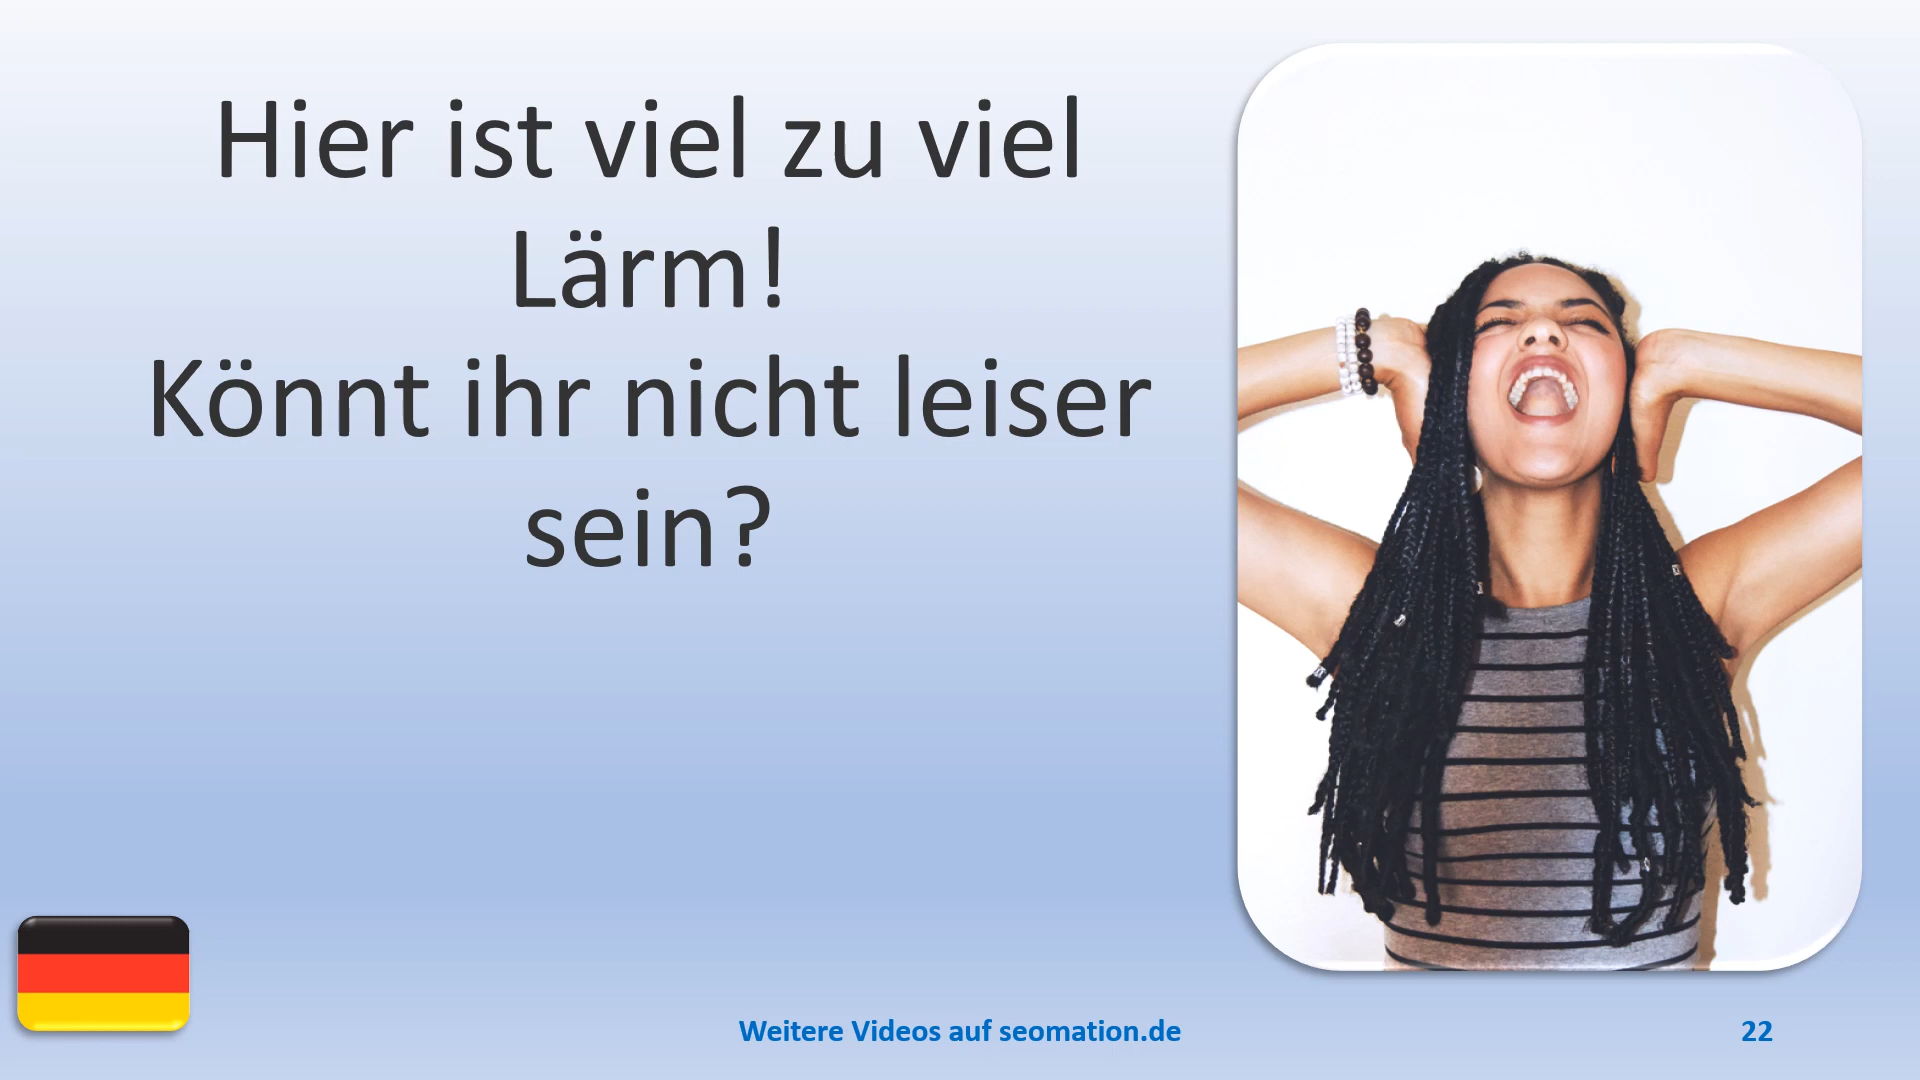 Hier ist viel zu viel
Lärm!
Könnt ihr nicht leiser
sein?
Weitere Videos auf seomation.de
22